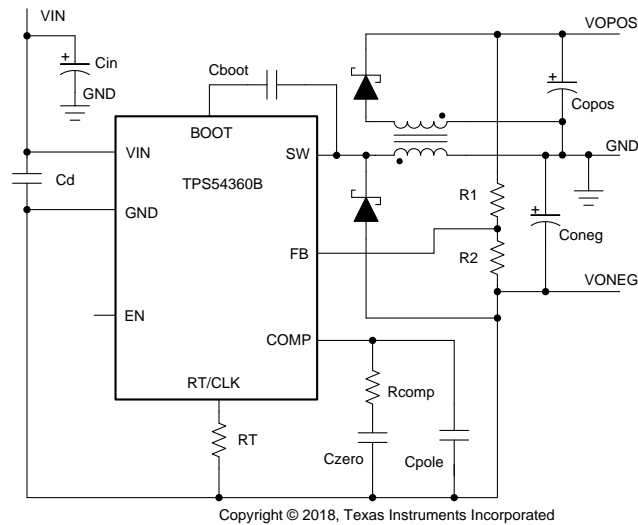 VIN
VOPOS
Cin
GND
Cboot
Copos
BOOT
VIN
SW
GND
Cd
TPS54360B
GND
R1
Coneg
FB
R2
VONEG
EN
COMP
RT/CLK
Rcomp
RT
Czero
Cpole
Copyright © 2018, Texas Instruments Incorporated